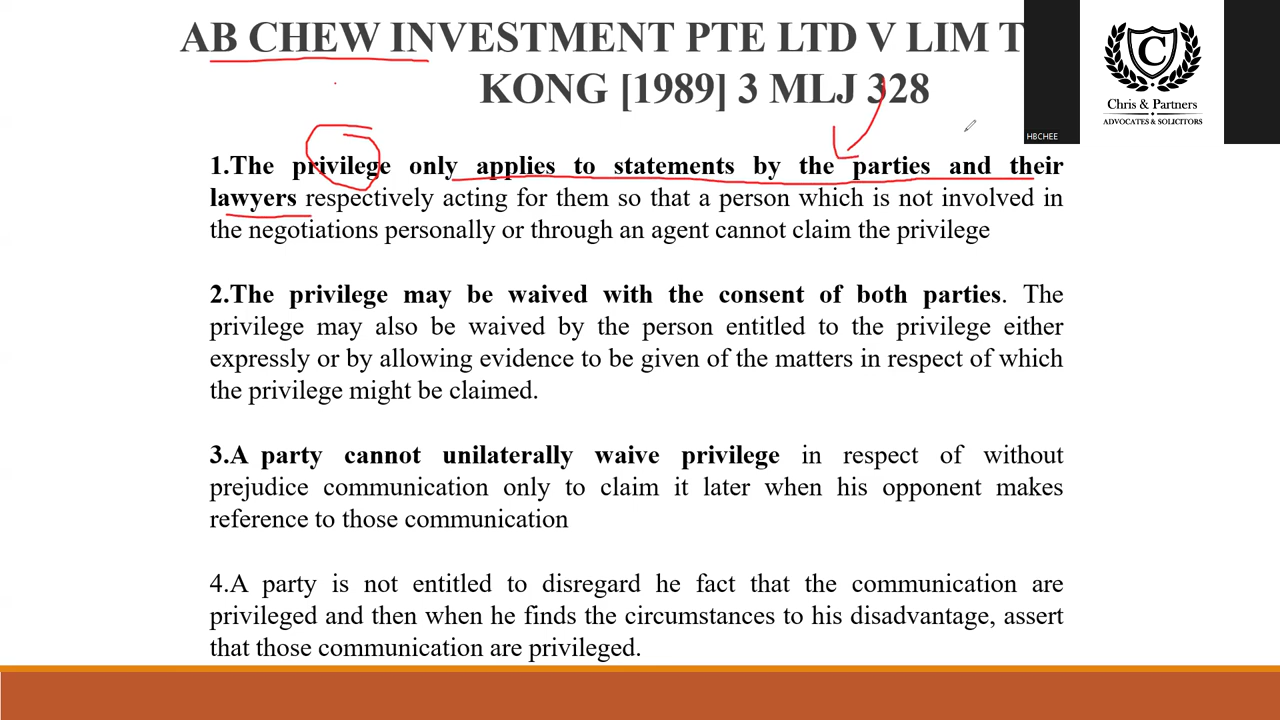 AB CHEW INVESTMENT PTE LTD V LIM T
KONG [1989] 3 MLJ 328
C
Chris & Partners
ADVOCATES & SOLICITORS
HBCHEE
1.The privilege only applies to statements by the parties and their
lawyers respectively acting for them so that a person which is not involved in
the negotiations personally or through an agent cannot claim the privilege
2.The privilege may be waived with the consent of both parties. The
privilege may also be waived by the person entitled to the privilege either
expressly or by allowing evidence to be given of the matters in respect of which
the privilege might be claimed.
3.A party cannot unilaterally waive privilege in respect of without
prejudice communication only to claim it later when his opponent makes
reference to those communication
4.A party is not entitled to disregard he fact that the communication are
privileged and then when he finds the circumstances to his disadvantage, assert
that those communication are privileged.